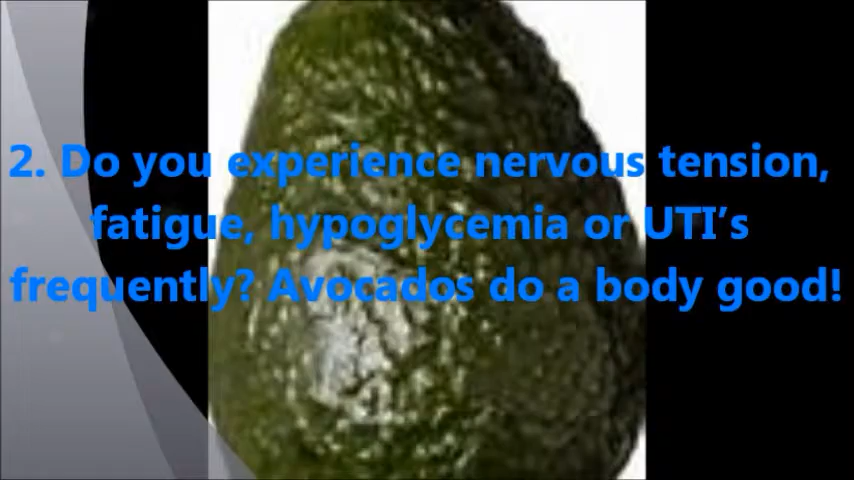 2. Do you experience nervous tension,
fatigue, hypoglycemia or UTI’s
frequently? Avocados do a body good!